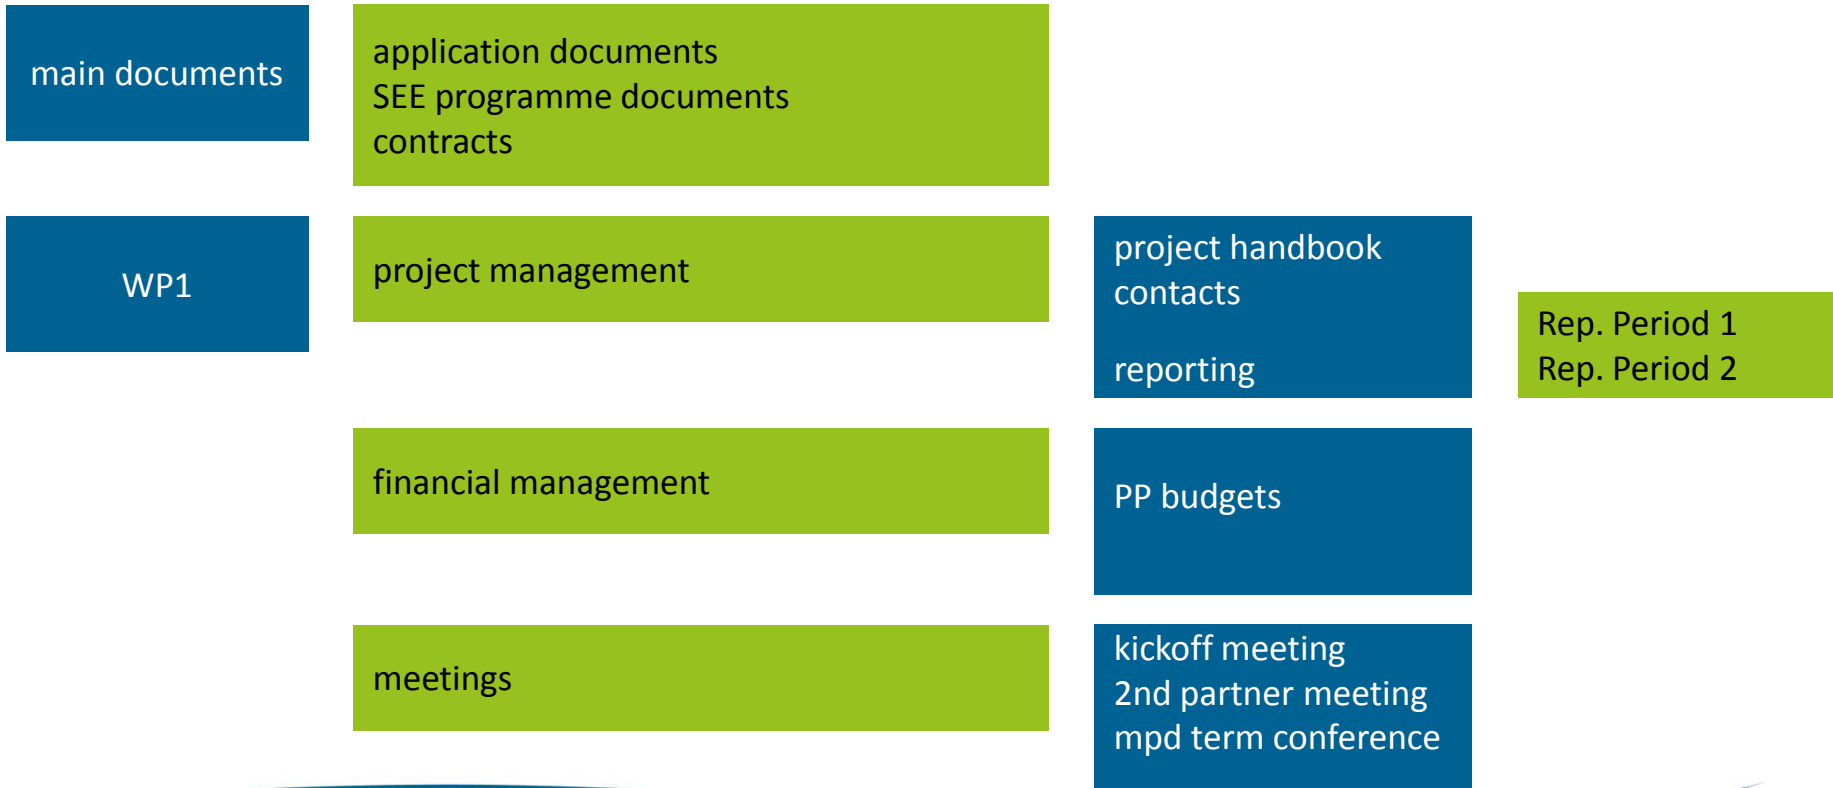 main documents
application documents
SEE programme documents
contracts
WP1
project management
project handbook
contacts
reporting
Rep. Period 1
Rep. Period 2
financial management
PP budgets
meetings
kickoff meeting
2nd partner meeting
mpd term conference